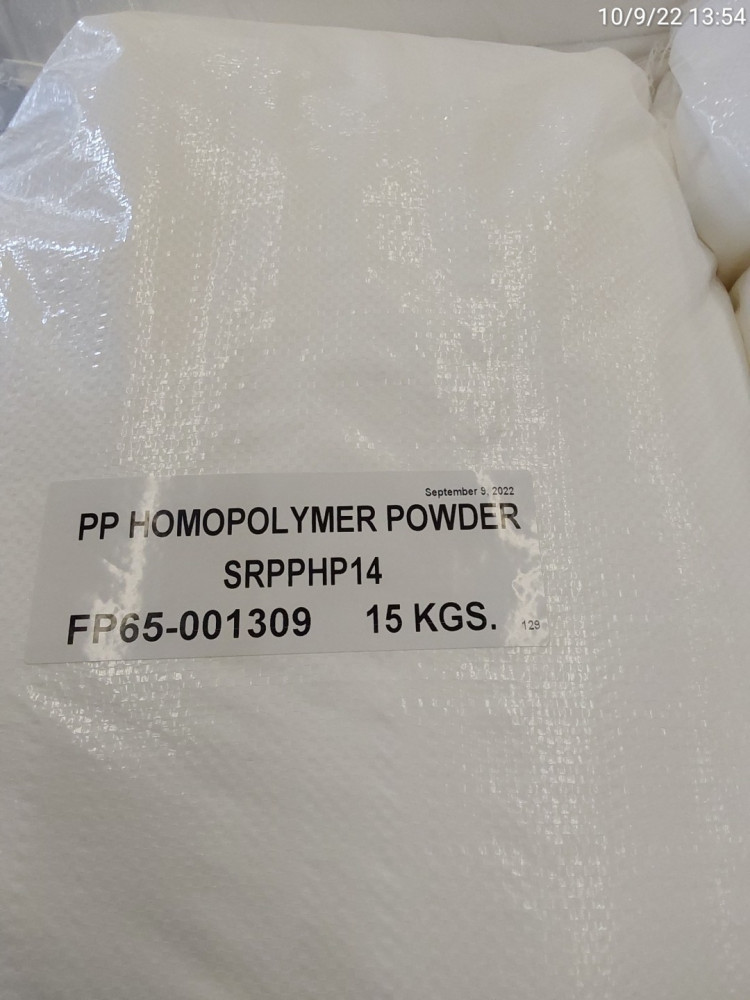 10/9/22 13:54
September 9, 2022
PP HOMOPOLYMER POWDER
SRPPHP14
FP65-001309 15 KGS. 129